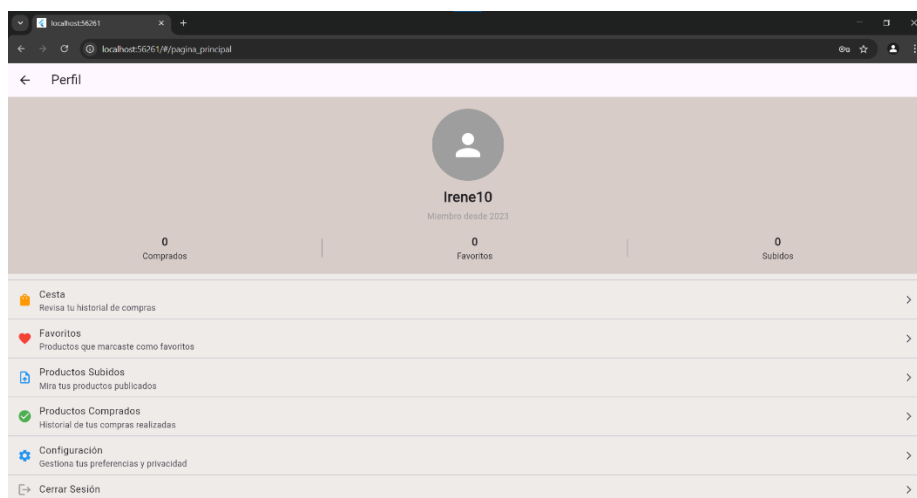 localhost:56261
localhost:56261/#/pagina_principal
Perfil
Irene10
Miembro desde 2023
0 0 0
Comprados Favoritos Subidos
Cesta
Revisa tu historial de compras
Favoritos
Productos que marcaste como favoritos
Productos Subidos
Mira tus productos publicados
Productos Comprados
Historial de tus compras realizadas
Configuración
Gestiona tus preferencias y privacidad
Cerrar Sesión